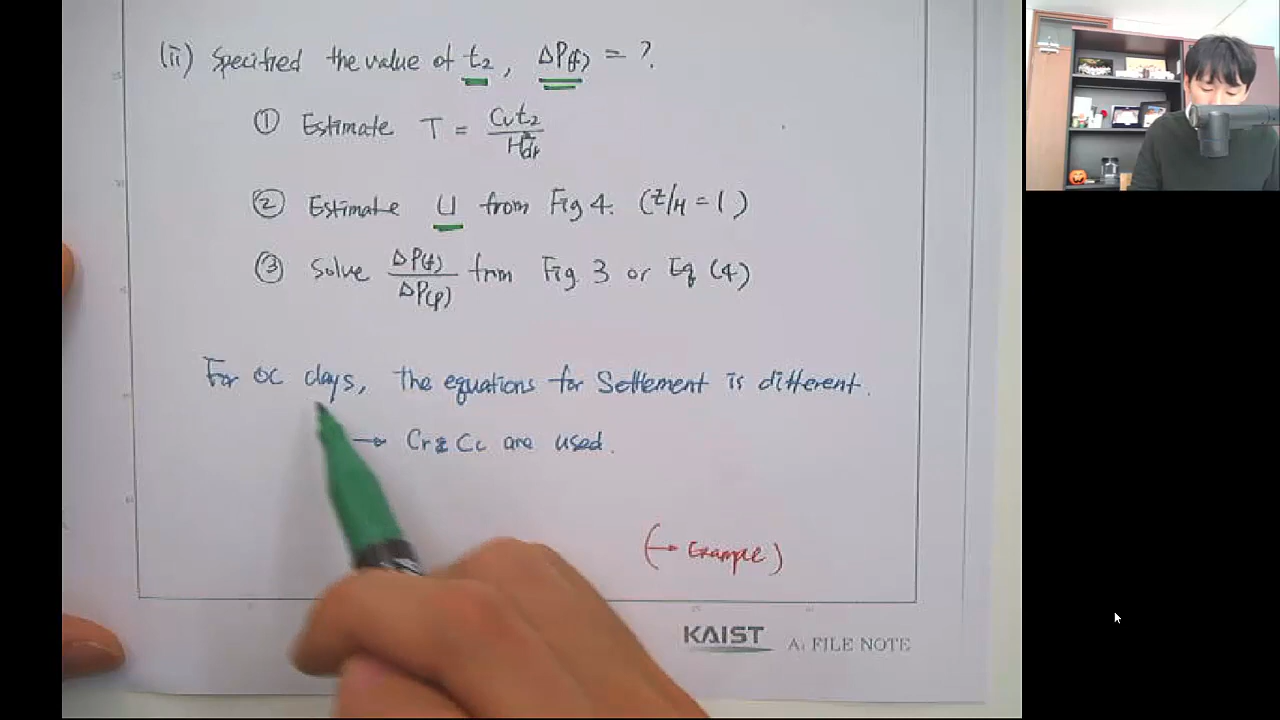 (ii) Specified the value of t₂, ΔP(f) = ?.
① Estimate T = Cvt₂ / H²dr
② Estimate U from Fig 4. (z/H = 1)
③ Solve ΔP(f) / ΔP(p) from Fig. 3 or Eq (4)
For OC clays, the equations for Settlement is different.
→ Cr & Cc are used.
(→ Example)
KAIST A: FILE NOTE